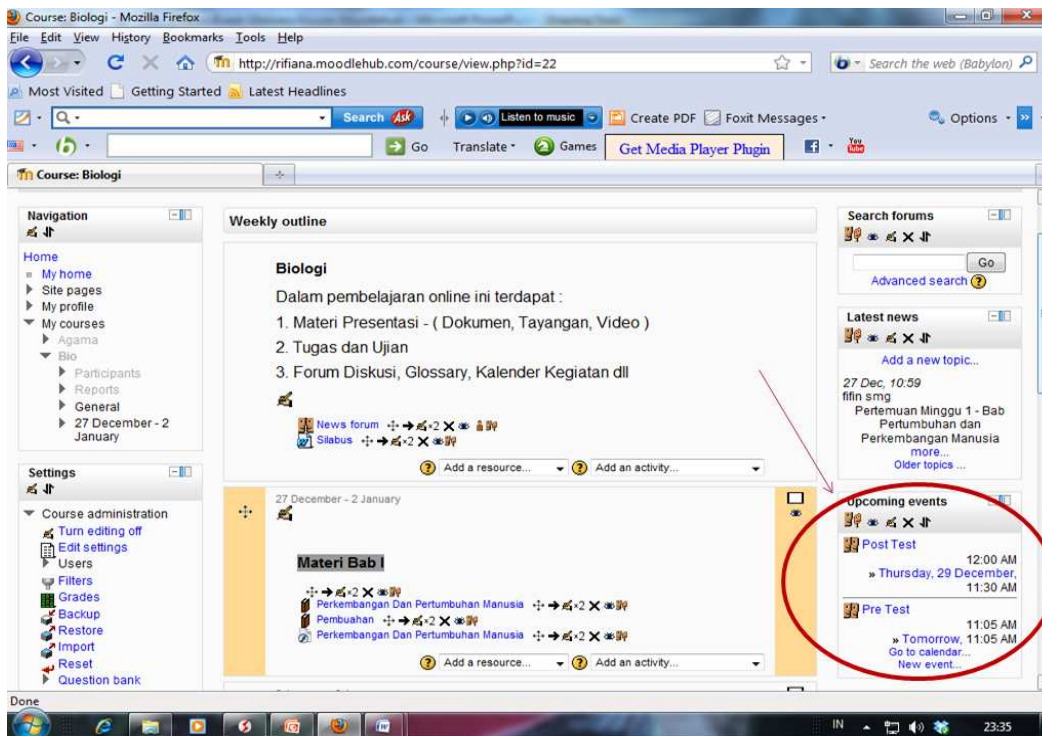 Course: Biologi - Mozilla Firefox
File Edit View History Bookmarks Tools Help
http://rifiana.moodlehub.com/course/view.php?id=22
Search the web (Babylon)
Most Visited Getting Started Latest Headlines
Search Ask Listen to music Create PDF Foxit Messages Options
Go Translate Games Get Media Player Plugin You Tube
Course: Biologi
Navigation
Home
My home
Site pages
My profile
My courses
Agama
Bio
Participants
Reports
General
27 December - 2
January
Settings
Course administration
Turn editing off
Edit settings
Users
Filters
Grades
Backup
Restore
Import
Reset
Question bank
Weekly outline
Biologi
Dalam pembelajaran online ini terdapat :
1. Materi Presentasi - ( Dokumen, Tayangan, Video )
2. Tugas dan Ujian
3. Forum Diskusi, Glossary, Kalender Kegiatan dll
News forum ×2
Silabus ×2
Add a resource... Add an activity...
27 December - 2 January
Materi Bab I
×2
Perkembangan Dan Pertumbuhan Manusia ×2
Pembuahan ×2
Perkembangan Dan Pertumbuhan Manusia ×2
Add a resource... Add an activity...
Search forums
Go
Advanced search
Latest news
Add a new topic...
27 Dec, 10:59
fifin smg
Pertemuan Minggu 1 - Bab
Pertumbuhan dan
Perkembangan Manusia
more...
Older topics ...
Upcoming events
Post Test
12:00 AM
» Thursday, 29 December,
11:30 AM
Pre Test
11:05 AM
» Tomorrow, 11:05 AM
Go to calendar...
New event...
Done
IN 23:35